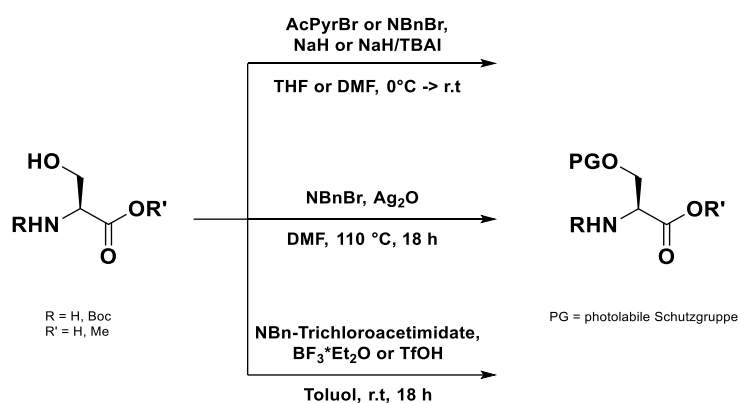 AcPyrBr or NBnBr,
NaH or NaH/TBAI
THF or DMF, 0°C -> r.t
HO
RHN
OR'
O
R = H, Boc
R' = H, Me
NBnBr, Ag2O
DMF, 110 °C, 18 h
NBn-Trichloroacetimidate,
BF3*Et2O or TfOH
Toluol, r.t, 18 h
PGO
RHN
OR'
O
PG = photolabile Schutzgruppe